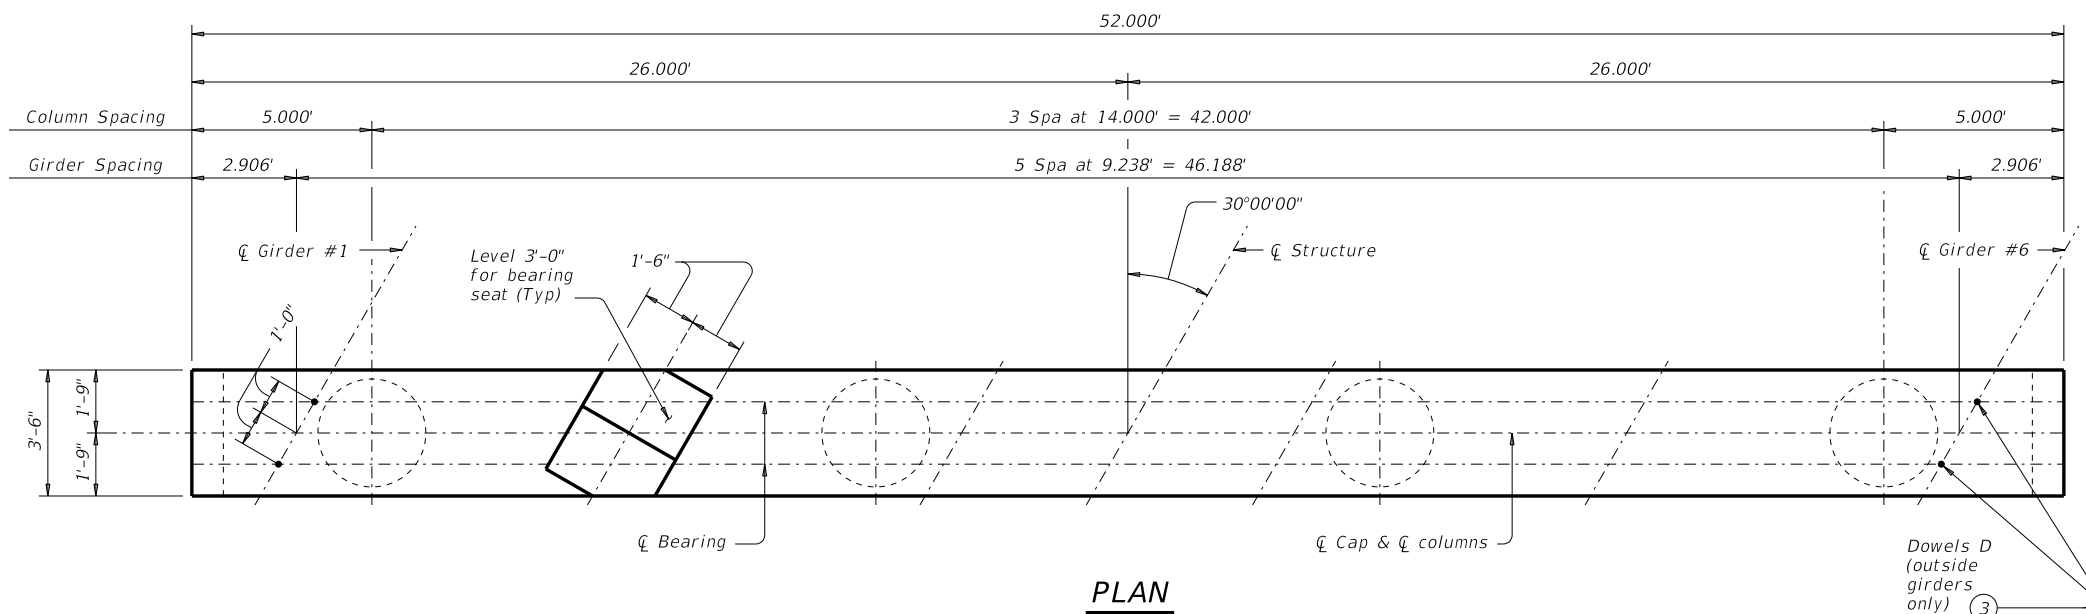 52.000'
26.000'
26.000'
Column Spacing
5.000'
3 Spa at 14.000' = 42.000'
5.000'
Girder Spacing
2.906'
5 Spa at 9.238' = 46.188'
2.906'
30°00'00"
℄ Girder #1
Level 3'-0"
for bearing
seat (Typ)
1'-6"
℄ Structure
℄ Girder #6
1'-0"
3'-6"
1'-9"
1'-9"
℄ Bearing
℄ Cap & ℄ columns
Dowels D
(outside
girders
only)
3
PLAN